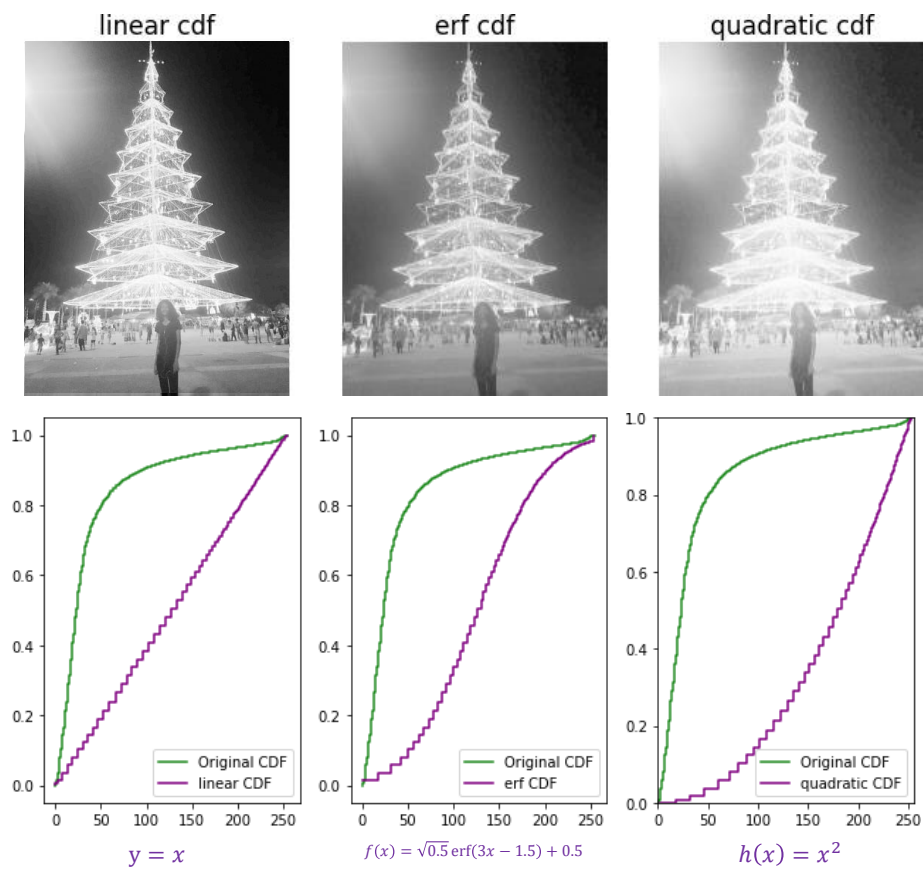 linear cdf
erf cdf
quadratic cdf
1.0
0.8
0.6
0.4
0.2
0.0
0 50 100 150 200 250
Original CDF
linear CDF
1.0
0.8
0.6
0.4
0.2
0.0
0 50 100 150 200 250
Original CDF
erf CDF
1.0
0.8
0.6
0.4
0.2
0.0
0 50 100 150 200 250
Original CDF
quadratic CDF
y = x
f(x) = √0.5 erf(3x − 1.5) + 0.5
h(x) = x²